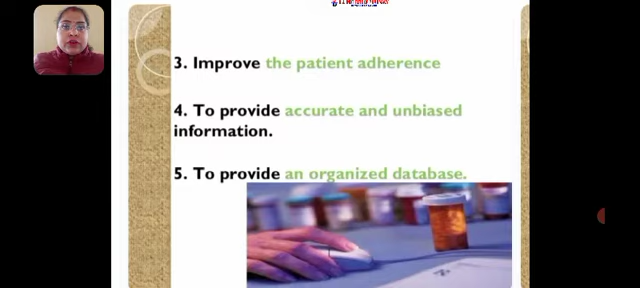 3. Improve the patient adherence
4. To provide accurate and unbiased
information.
5. To provide an organized database.